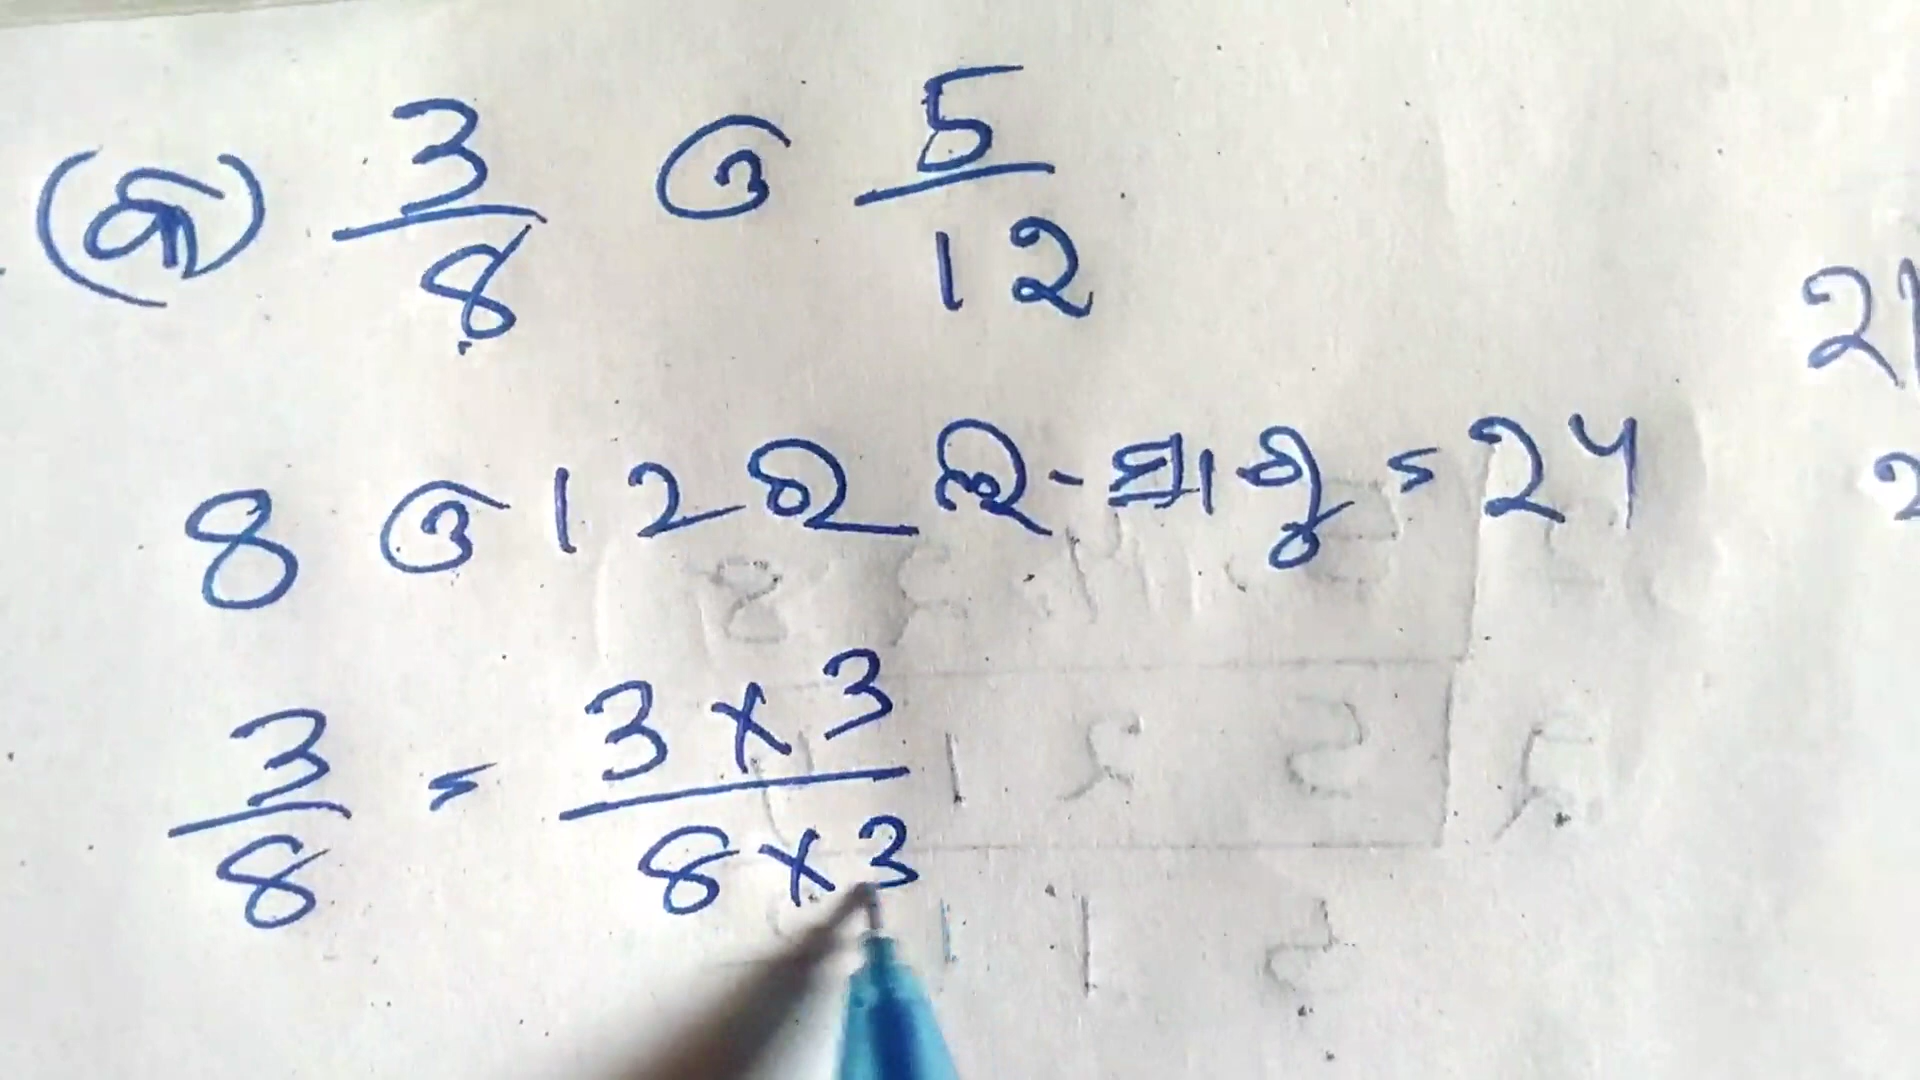 (କ) 3/8 ଓ 5/12
8 ଓ 12ର ଲ.ସା.ଗୁ = 24
3/8 = 3×3/8×3